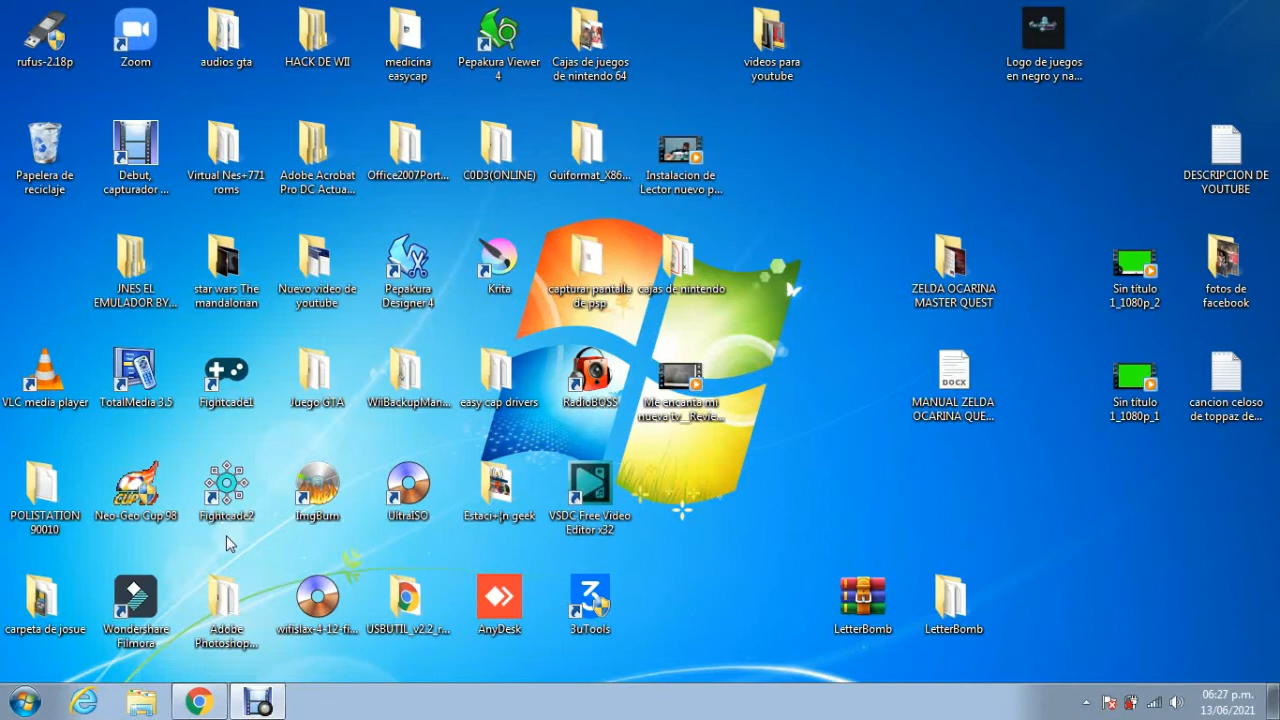 rufus-2.18p
Zoom
audios gta
HACK DE WII
medicina
easycap
Pepakura Viewer
4
Cajas de juegos
de nintendo 64
videos para
youtube
Logo de juegos
en negro y na...
Papelera de
reciclaje
Debut,
capturador ...
Virtual Nes+771
roms
Adobe Acrobat
Pro DC Actua...
Office2007Port...
C0D3(ONLINE)
Guiformat_X86...
Instalacion de
Lector nuevo p...
DESCRIPCION DE
YOUTUBE
JNES EL
EMULADOR BY...
star wars The
mandalorian
Nuevo video de
youtube
Pepakura
Designer 4
Krita
capturar pantalla
de psp
cajas de nintendo
ZELDA OCARINA
MASTER QUEST
Sin título
1_1080p_2
fotos de
facebook
VLC media player
TotalMedia 3.5
Fightcade1
Juego GTA
WiiBackupMan...
easy cap drivers
RadioBOSS
Me encanta mi
nueva tv__Revie...
DOCX
MANUAL ZELDA
OCARINA QUE...
Sin título
1_1080p_1
cancion celoso
de toppaz de...
POLISTATION
90010
Neo-Geo Cup 98
Fightcade2
ImgBurn
UltraISO
Estaci+¦n geek
VSDC Free Video
Editor x32
carpeta de josue
Wondershare
Filmora
Adobe
Photoshop...
wifislax-4-12-fi...
USBUTIL_v2.2_r...
AnyDesk
3uTools
LetterBomb
LetterBomb
06:27 p.m.
13/06/2021